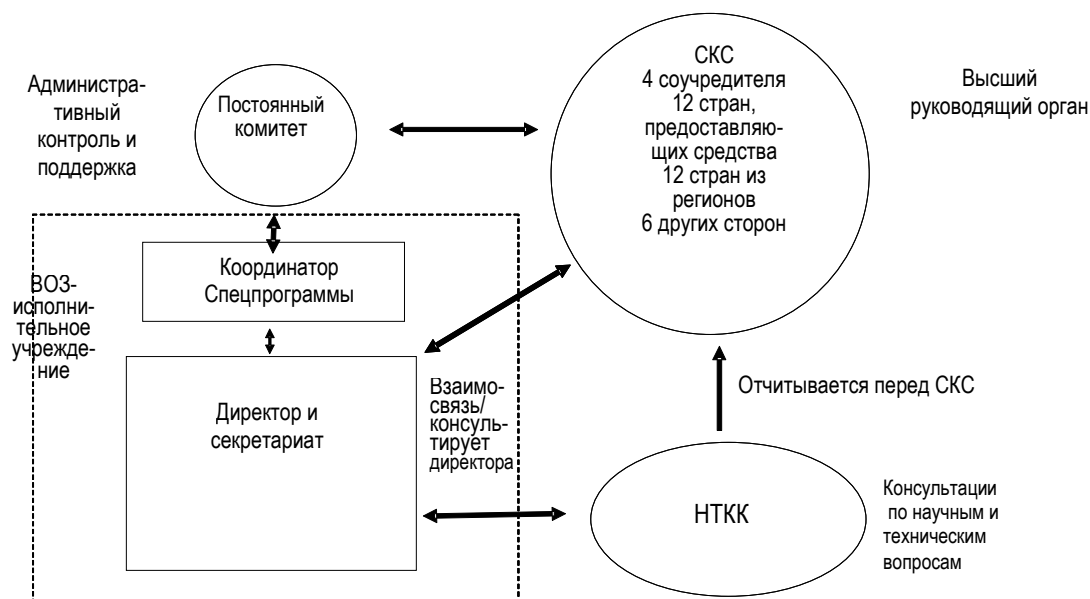 Администра-
тивный
контроль и
поддержка
Постоянный
комитет
СКС
4 соучредителя
12 стран,
предоставляю-
щих средства
12 стран из
регионов
6 других сторон
Высший
руководящий орган
ВОЗ-
исполни-
тельное
учрежде-
ние
Координатор
Спецпрограммы
Директор и
секретариат
Взаимо-
связь/
консуль-
тирует
директора
Отчитывается перед СКС
НТКК
Консультации
по научным и
техническим
вопросам